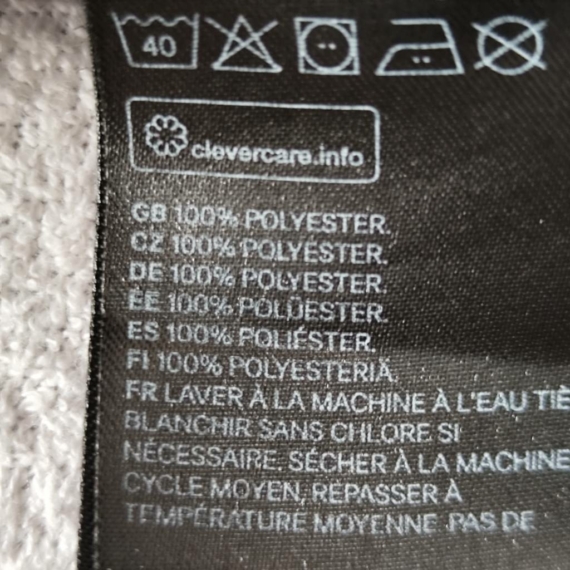 40
clevercare.info
GB 100% POLYESTER.
CZ 100% POLYESTER.
DE 100% POLYESTER.
EE 100% POLÜESTER.
ES 100% POLIÉSTER.
FI 100% POLYESTERIÄ.
FR LAVER À LA MACHINE À L'EAU TIÈ
BLANCHIR SANS CHLORE SI
NÉCESSAIRE, SÉCHER À LA MACHINE
CYCLE MOYEN, REPASSER À
TEMPÉRATURE MOYENNE .PAS DE